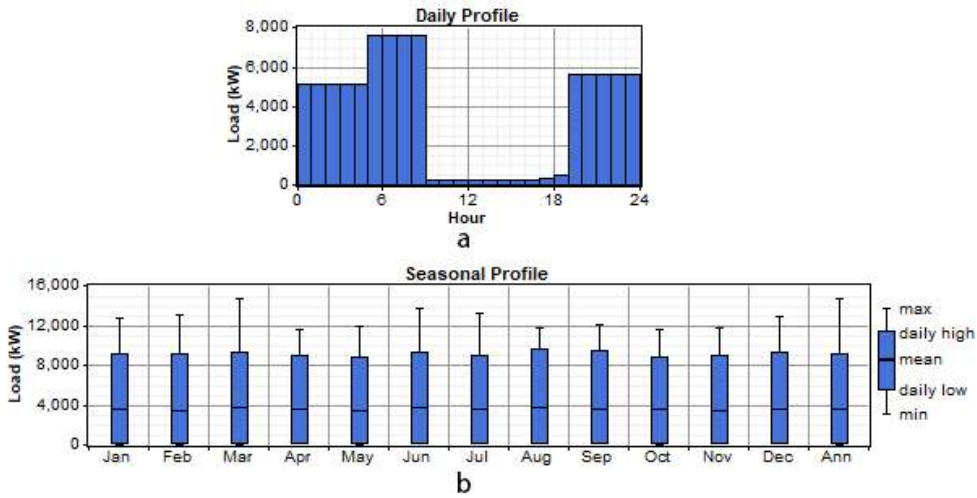 Daily Profile
8,000
6,000
4,000
2,000
0
Load (kW)
0 6 12 18 24
Hour
a
Seasonal Profile
16,000
12,000
8,000
4,000
0
Load (kW)
Jan Feb Mar Apr May Jun Jul Aug Sep Oct Nov Dec Ann
max
daily high
mean
daily low
min
b